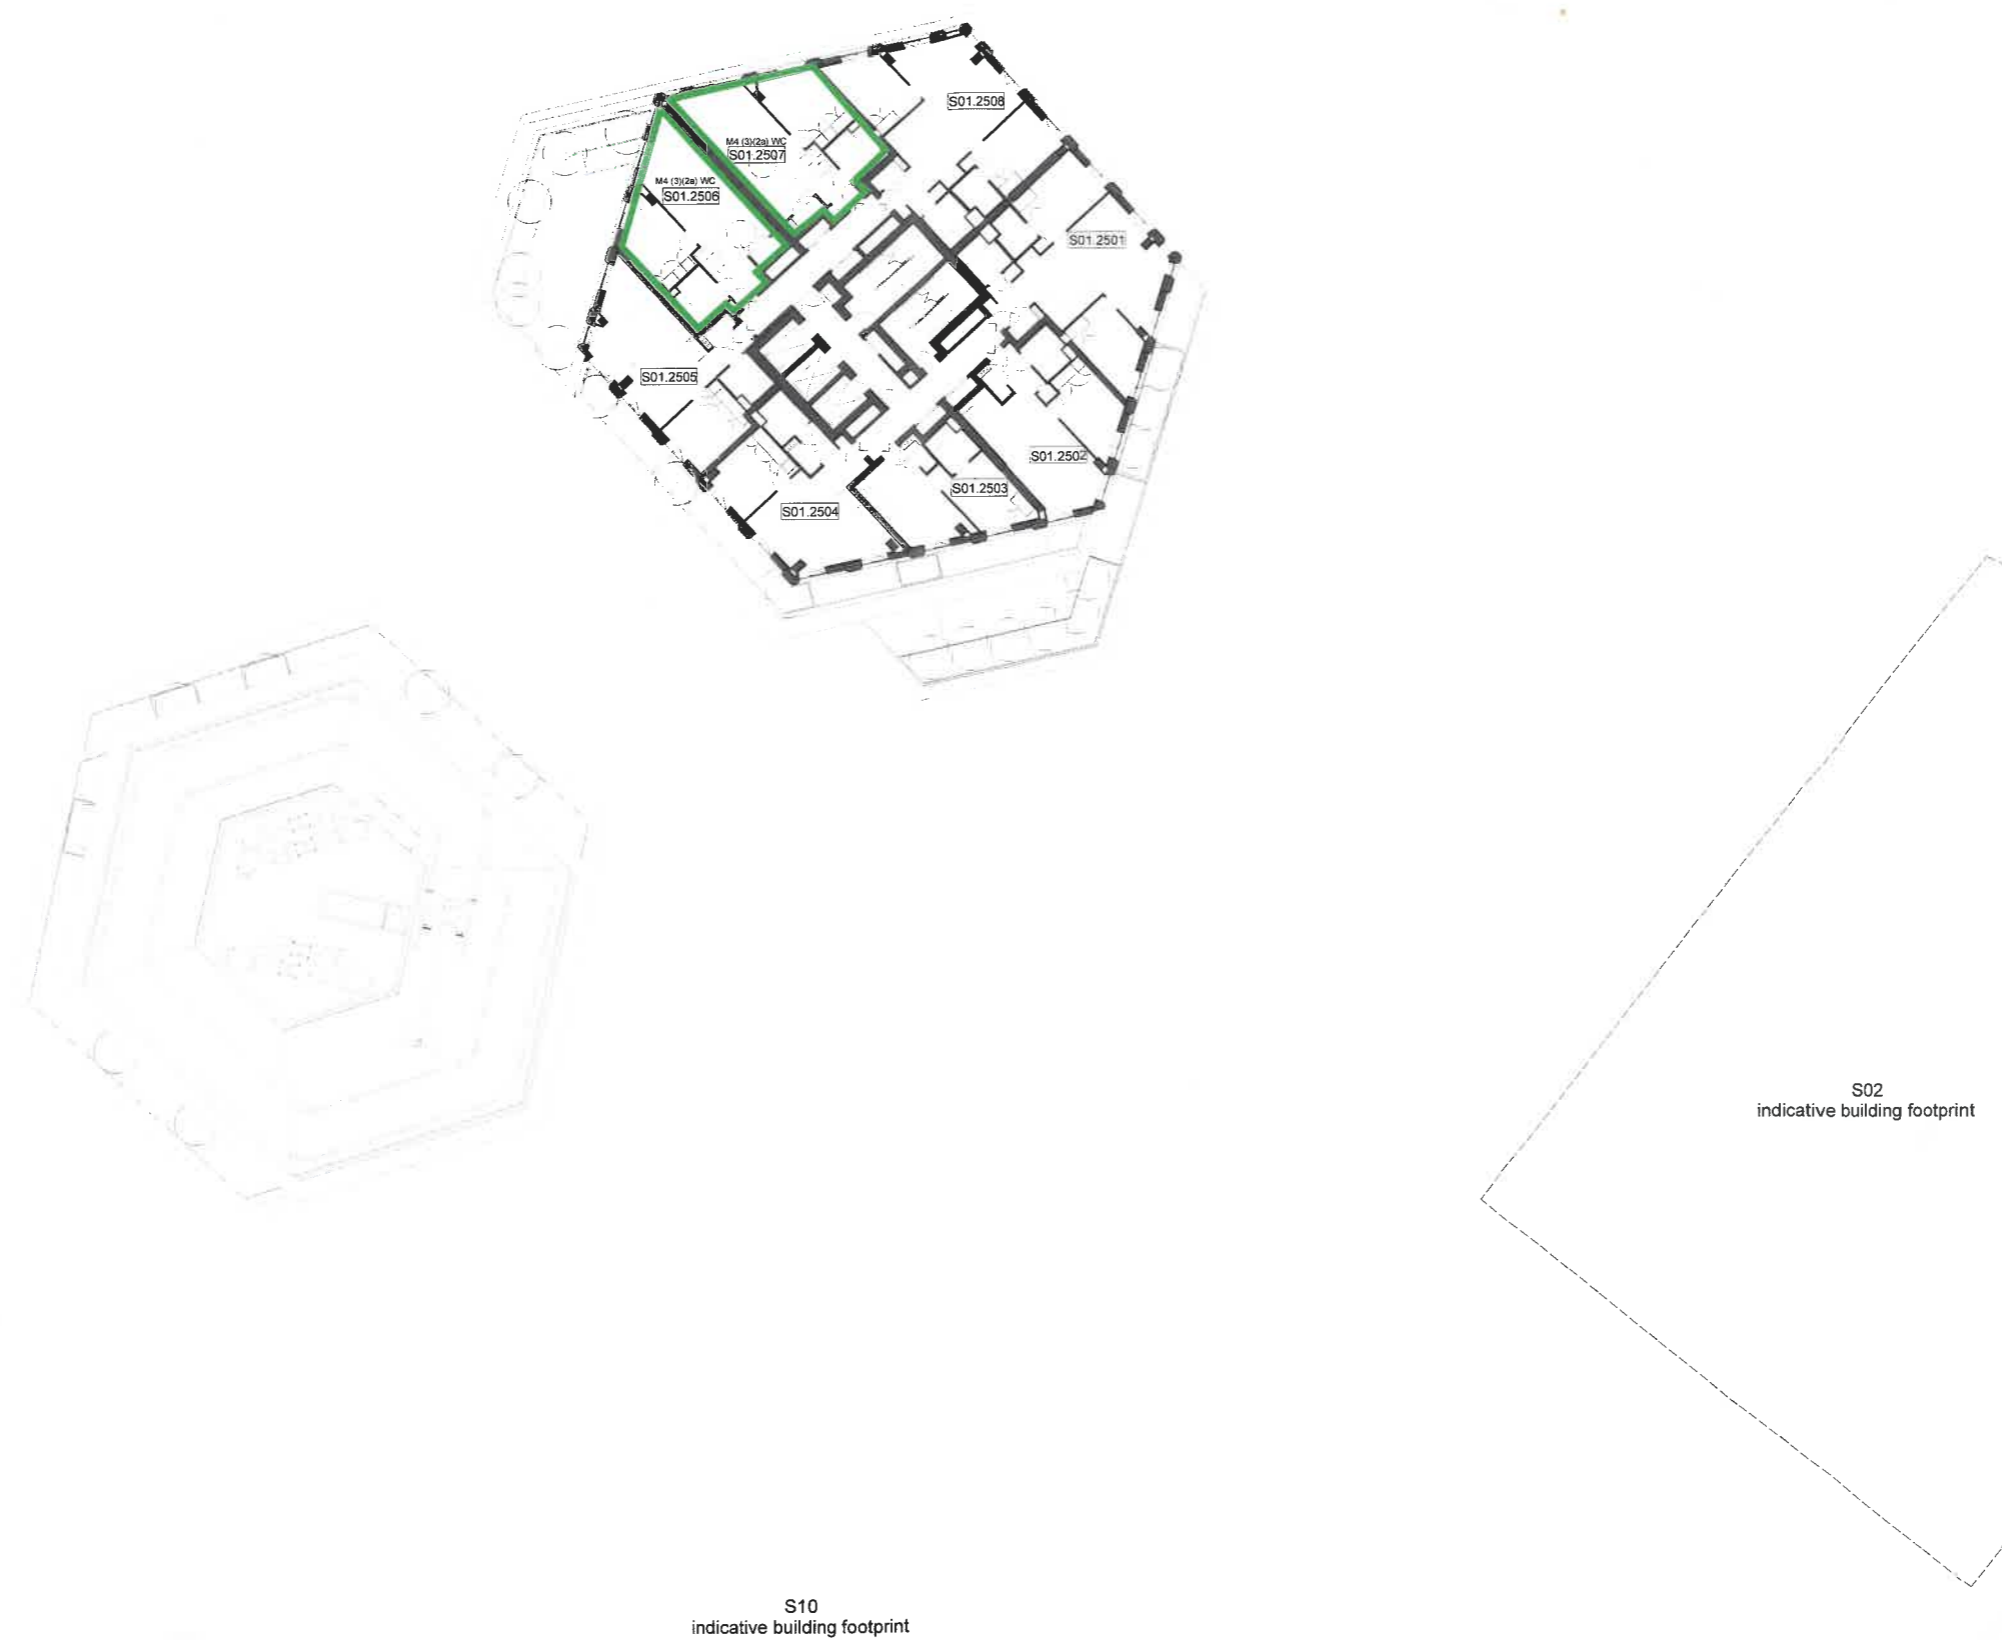 S01.2508
M4 (3)(2a) WC
S01.2507
M4 (3)(2a) WC
S01.2506
S01.2501
S01.2505
S01.2502
S01.2503
S01.2504
S02
indicative building footprint
S10
indicative building footprint